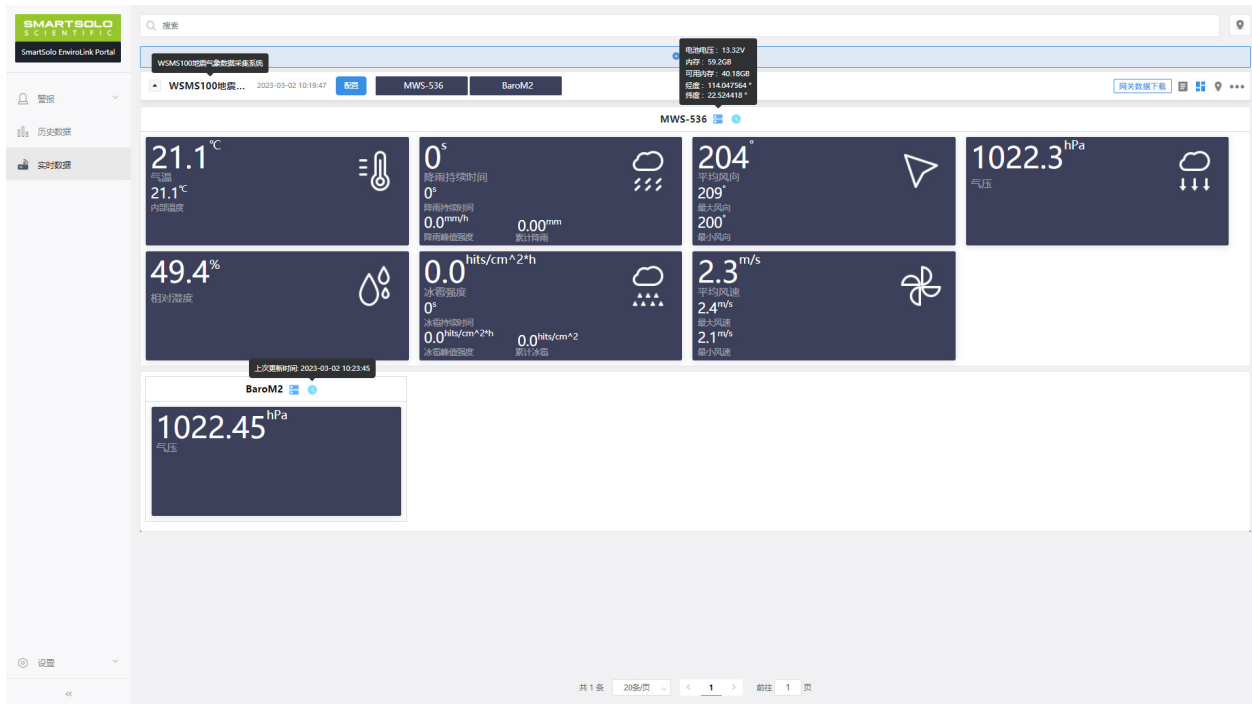 SMARTSOLO
SCIENTIFIC
SmartSolo EnviroLink Portal
警报
历史数据
实时数据
设置
«
搜索
WSMS100地震气象数据采集系统
WSMS100地震... 2023-03-02 10:19:47 配置 MWS-536 BaroM2
电池电压：13.32V
内存：59.2GB
可用内存：40.18GB
经度：114.047564 °
纬度：22.524418 °
网关数据下载
MWS-536
21.1℃
气温
21.1℃
内部温度
0s
降雨持续时间
0s
降雨持续时间
0.0mm/h 0.00mm
降雨峰值强度 累计降雨
204°
平均风向
209°
最大风向
200°
最小风向
1022.3hPa
气压
49.4%
相对湿度
0.0hits/cm^2*h
冰雹强度
0s
冰雹持续时间
0.0hits/cm^2*h 0.0hits/cm^2
冰雹峰值强度 累计冰雹
2.3m/s
平均风速
2.4m/s
最大风速
2.1m/s
最小风速
上次更新时间: 2023-03-02 10:23:45
BaroM2
1022.45hPa
气压
共 1 条 20条/页 < 1 > 前往 1 页